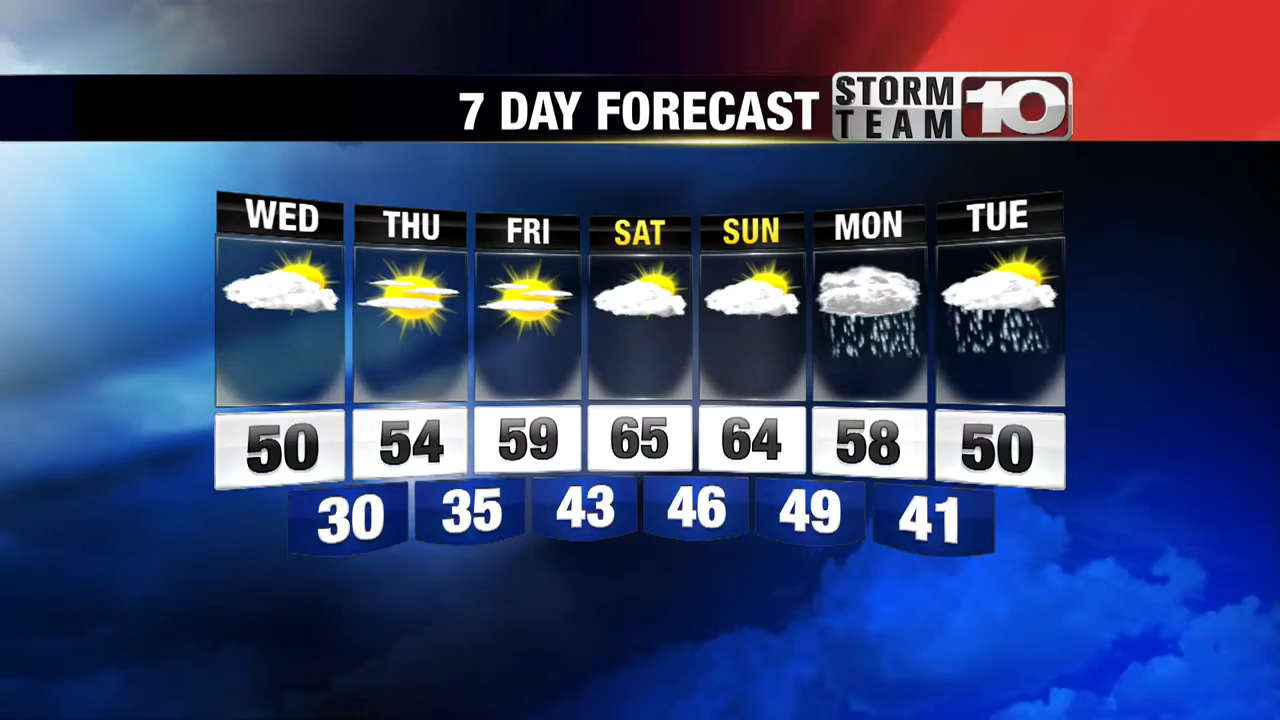 7 DAY FORECAST
STORM TEAM 10
WED THU FRI SAT SUN MON TUE
50 54 59 65 64 58 50
30 35 43 46 49 41